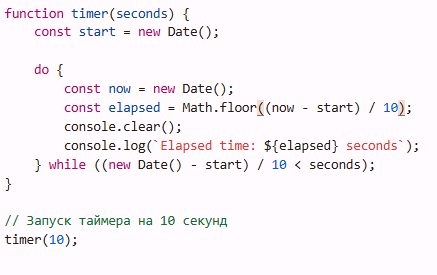 function timer(seconds) {
    const start = new Date();

    do {
        const now = new Date();
        const elapsed = Math.floor((now - start) / 10);
        console.clear();
        console.log(`Elapsed time: ${elapsed} seconds`);
    } while ((new Date() - start) / 10 < seconds);
}

// Запуск таймера на 10 секунд
timer(10);